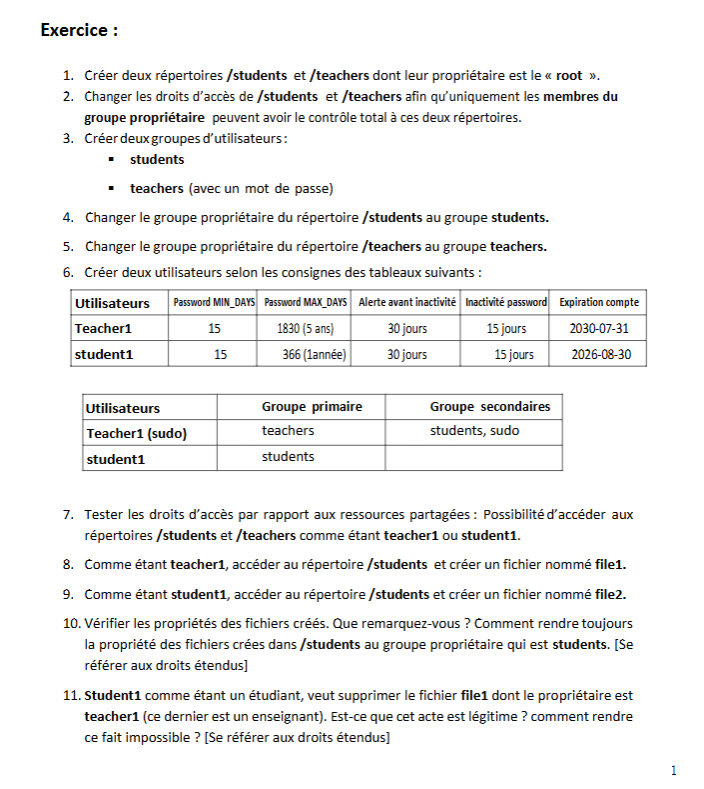 Exercice :
1. Créer deux répertoires /students et /teachers dont leur propriétaire est le « root ».
2. Changer les droits d'accès de /students et /teachers afin qu'uniquement les membres du
groupe propriétaire peuvent avoir le contrôle total à ces deux répertoires.
3. Créer deux groupes d'utilisateurs :
▪ students
▪ teachers (avec un mot de passe)
4. Changer le groupe propriétaire du répertoire /students au groupe students.
5. Changer le groupe propriétaire du répertoire /teachers au groupe teachers.
6. Créer deux utilisateurs selon les consignes des tableaux suivants :
Utilisateurs Password MIN_DAYS Password MAX_DAYS Alerte avant inactivité Inactivité password Expiration compte
Teacher1 15 1830 (5 ans) 30 jours 15 jours 2030-07-31
student1 15 366 (1année) 30 jours 15 jours 2026-08-30
Utilisateurs Groupe primaire Groupe secondaires
Teacher1 (sudo) teachers students, sudo
student1 students
7. Tester les droits d'accès par rapport aux ressources partagées : Possibilité d'accéder aux
répertoires /students et /teachers comme étant teacher1 ou student1.
8. Comme étant teacher1, accéder au répertoire /students et créer un fichier nommé file1.
9. Comme étant student1, accéder au répertoire /students et créer un fichier nommé file2.
10. Vérifier les propriétés des fichiers créés. Que remarquez-vous ? Comment rendre toujours
la propriété des fichiers crées dans /students au groupe propriétaire qui est students. [Se
référer aux droits étendus]
11. Student1 comme étant un étudiant, veut supprimer le fichier file1 dont le propriétaire est
teacher1 (ce dernier est un enseignant). Est-ce que cet acte est légitime ? comment rendre
ce fait impossible ? [Se référer aux droits étendus]
1